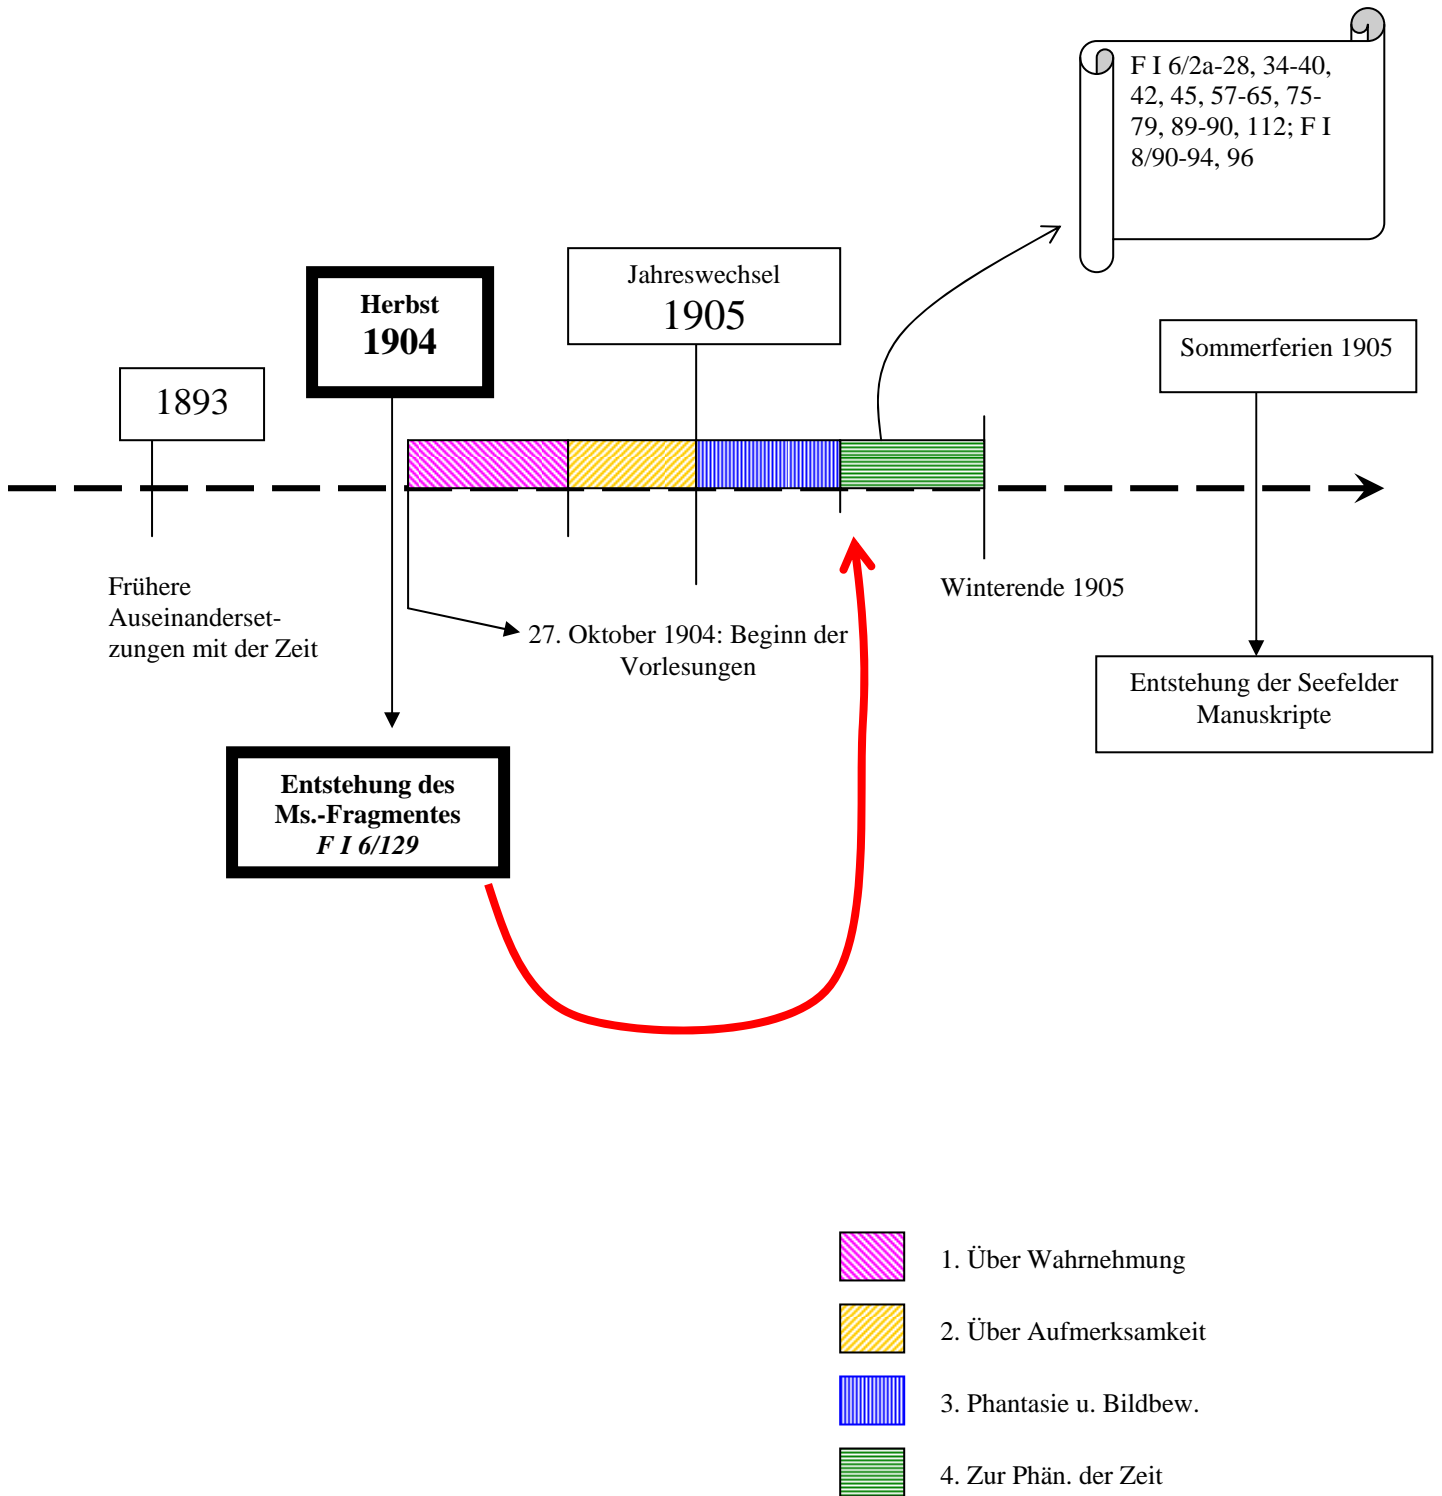 F I 6/2a-28, 34-40,
42, 45, 57-65, 75-
79, 89-90, 112; F I
8/90-94, 96
Jahreswechsel
1905
Herbst
1904
Sommerferien 1905
1893
Frühere
Auseinanderset-
zungen mit der Zeit
Winterende 1905
27. Oktober 1904: Beginn der
Vorlesungen
Entstehung der Seefelder
Manuskripte
Entstehung des
Ms.-Fragmentes
F I 6/129
1. Über Wahrnehmung
2. Über Aufmerksamkeit
3. Phantasie u. Bildbew.
4. Zur Phän. der Zeit